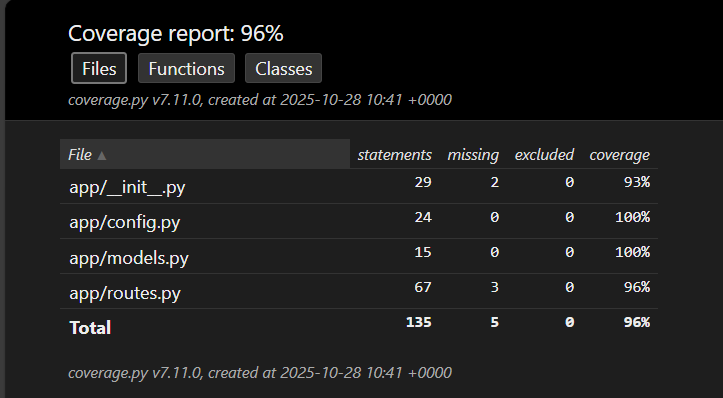 Coverage report: 96%
Files Functions Classes
coverage.py v7.11.0, created at 2025-10-28 10:41 +0000
File ▲ statements missing excluded coverage
app/__init__.py 29 2 0 93%
app/config.py 24 0 0 100%
app/models.py 15 0 0 100%
app/routes.py 67 3 0 96%
Total 135 5 0 96%
coverage.py v7.11.0, created at 2025-10-28 10:41 +0000